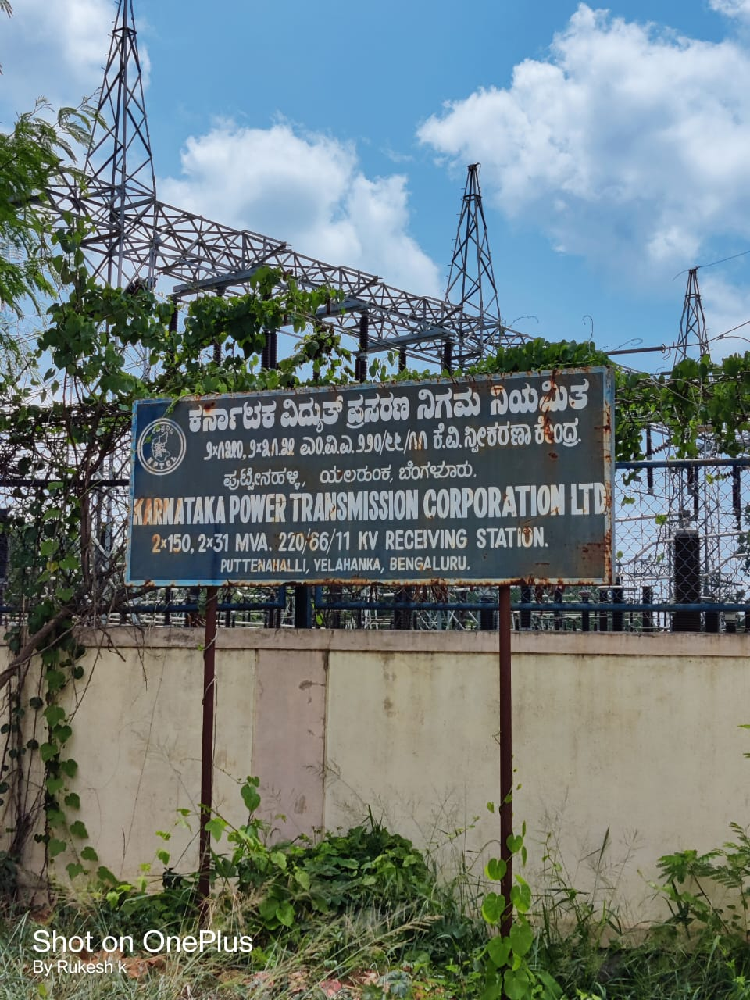 ಕರ್ನಾಟಕ ವಿದ್ಯುತ್ ಪ್ರಸರಣ ನಿಗಮ ನಿಯಮಿತ
೨×೧೫೦, ೨×೩೧.೫ ಎಂ.ವಿ.ಎ. ೨೨೦/೬೬/೧೧ ಕೆ.ವಿ. ಸ್ವೀಕರಣಾ ಕೇಂದ್ರ.
ಪುಟ್ಟೇನಹಳ್ಳಿ, ಯಲಹಂಕ, ಬೆಂಗಳೂರು.
KARNATAKA POWER TRANSMISSION CORPORATION LTD
2×150, 2×31 MVA. 220/66/11 KV RECEIVING STATION.
PUTTENAHALLI, YELAHANKA, BENGALURU.
KPTCL
Shot on OnePlus
By Rukesh k